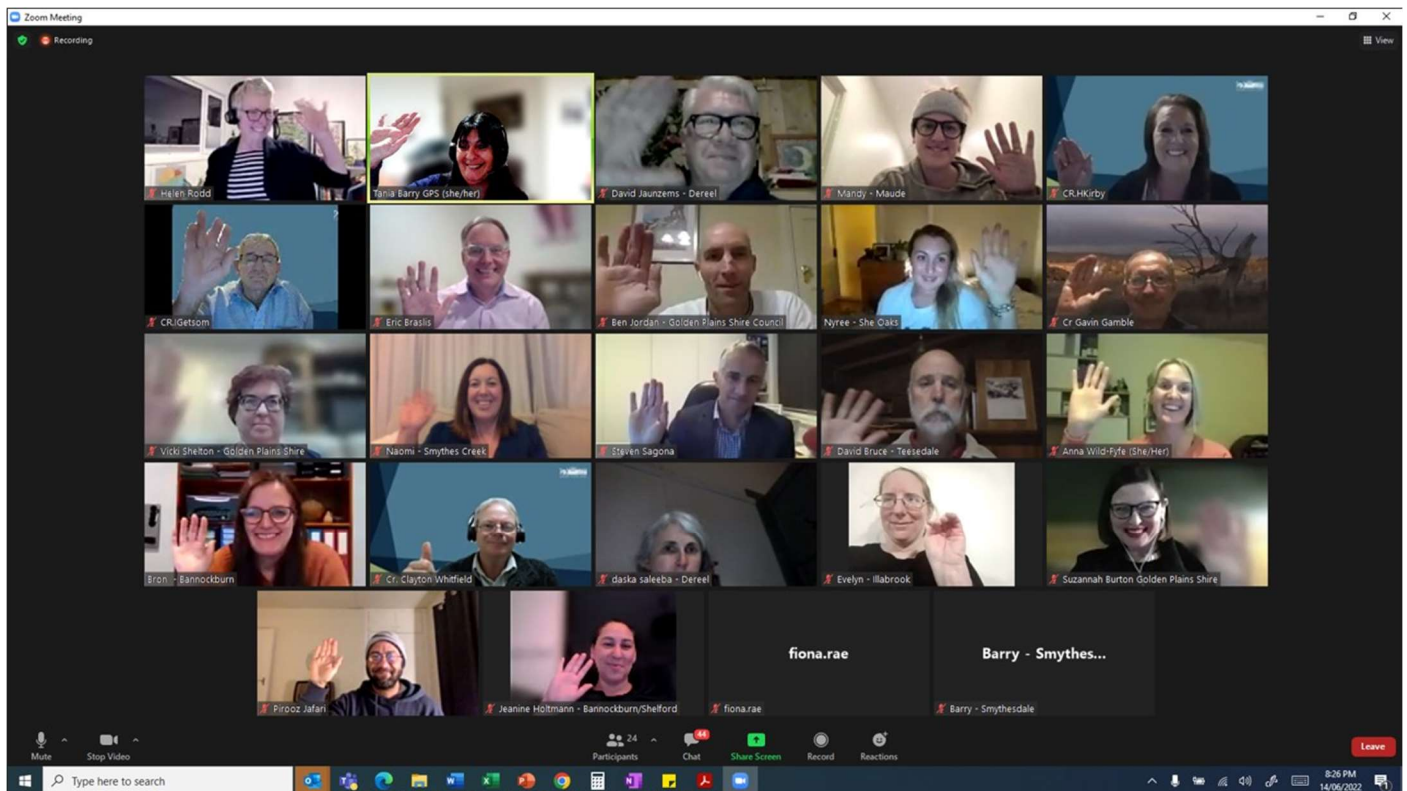 Zoom Meeting
Recording
View
Helen Rodd
Tania Barry GPS (she/her)
David Jaunzems - Dereel
Mandy - Maude
CR.HKirby
CR.IGetsom
Eric Braslis
Ben Jordan - Golden Plains Shire Council
Nyree - She Oaks
Cr Gavin Gamble
Vicki Shelton - Golden Plains Shire
Naomi - Smythes Creek
Steven Sagona
David Bruce - Teesedale
Anna Wild-Fyfe (She/Her)
Bron - Bannockburn
Cr. Clayton Whitfield
daska saleeba - Dereel
Evelyn - Illabrook
Suzannah Burton Golden Plains Shire
fiona.rae
Barry - Smythes...
Pirooz Jafari
Jeanine Holtmann - Bannockburn/Shelford
fiona.rae
Barry - Smythesdale
24
44
Mute
Stop Video
Participants
Chat
Share Screen
Record
Reactions
Leave
Type here to search
8:26 PM
14/06/2022
1